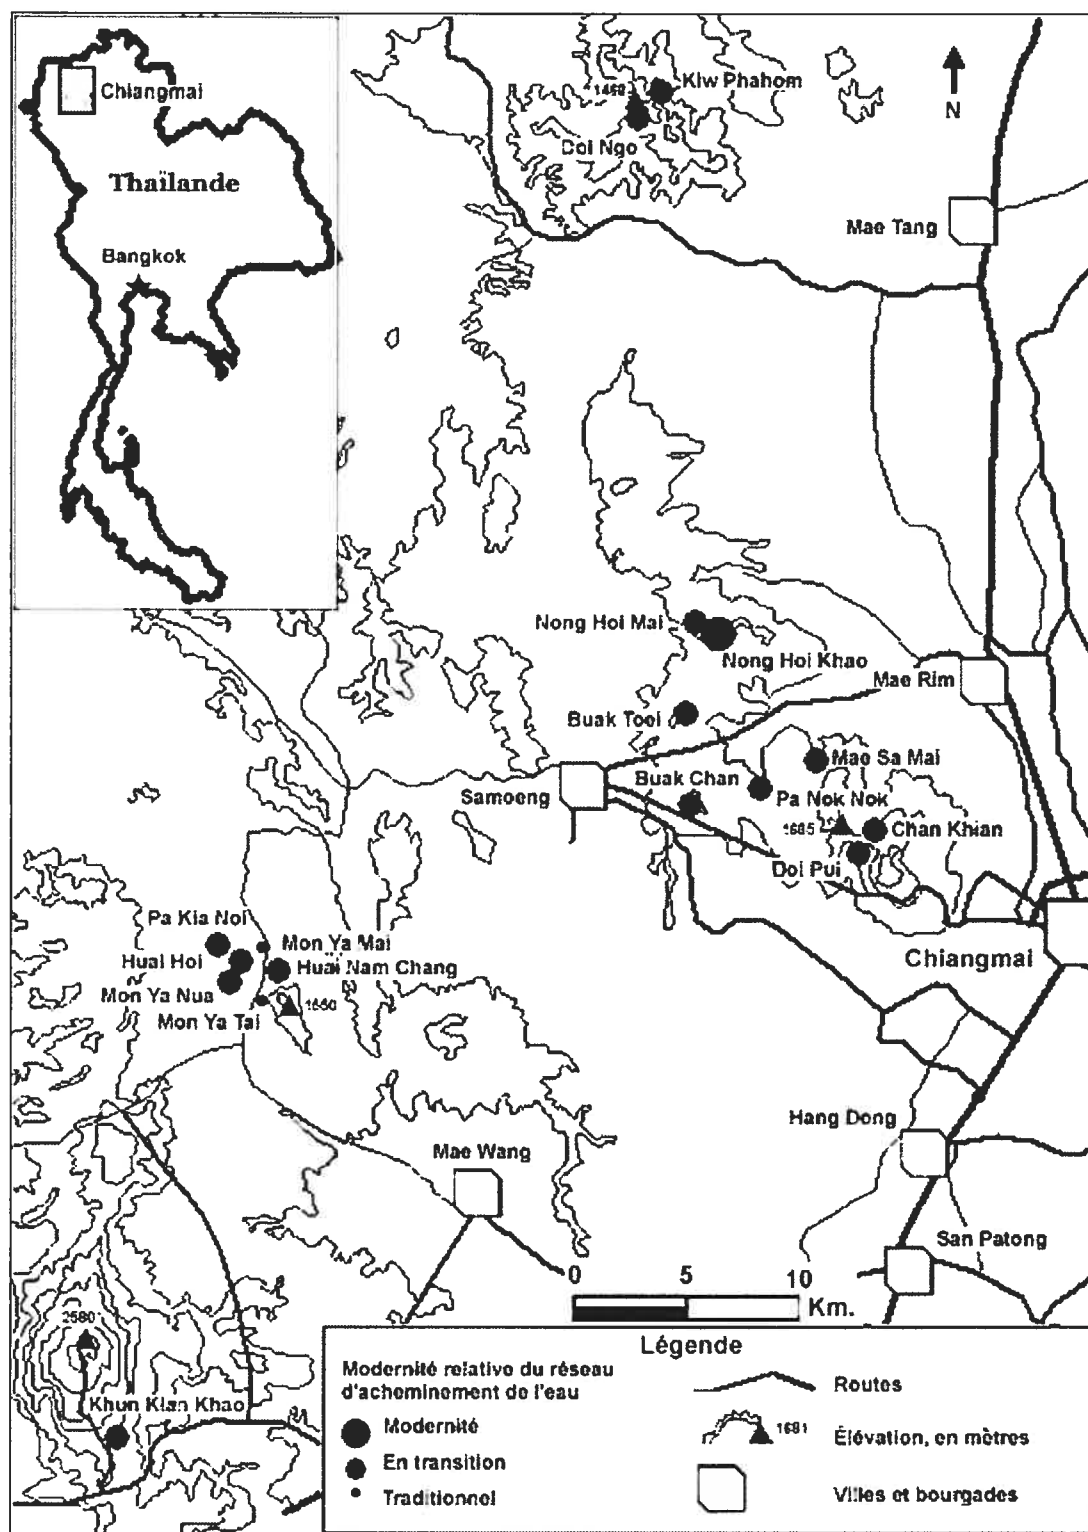 Chiangmai
Thaïlande
Bangkok
Kiw Phahom
1468
Doi Ngo
N
Mae Tang
Nong Hoi Mai
Nong Hoi Khao
Mae Rim
Buak Toei
Mae Sa Mai
Buak Chan
Samoeng
Pa Nok Nok
1685
Chan Khian
Doi Pui
Pa Kia Noi
Mon Ya Mai
Huai Hoi
Huai Nam Chang
Chiangmai
Mon Ya Nua
1550
Mon Ya Tai
Hang Dong
Mae Wang
San Patong
0 5 10
Km.
2580
Khun Klan Khao
Légende
Modernité relative du réseau
d'acheminement de l'eau
Modernité
En transition
Traditionnel
Routes
1681
Élévation, en mètres
Villes et bourgades